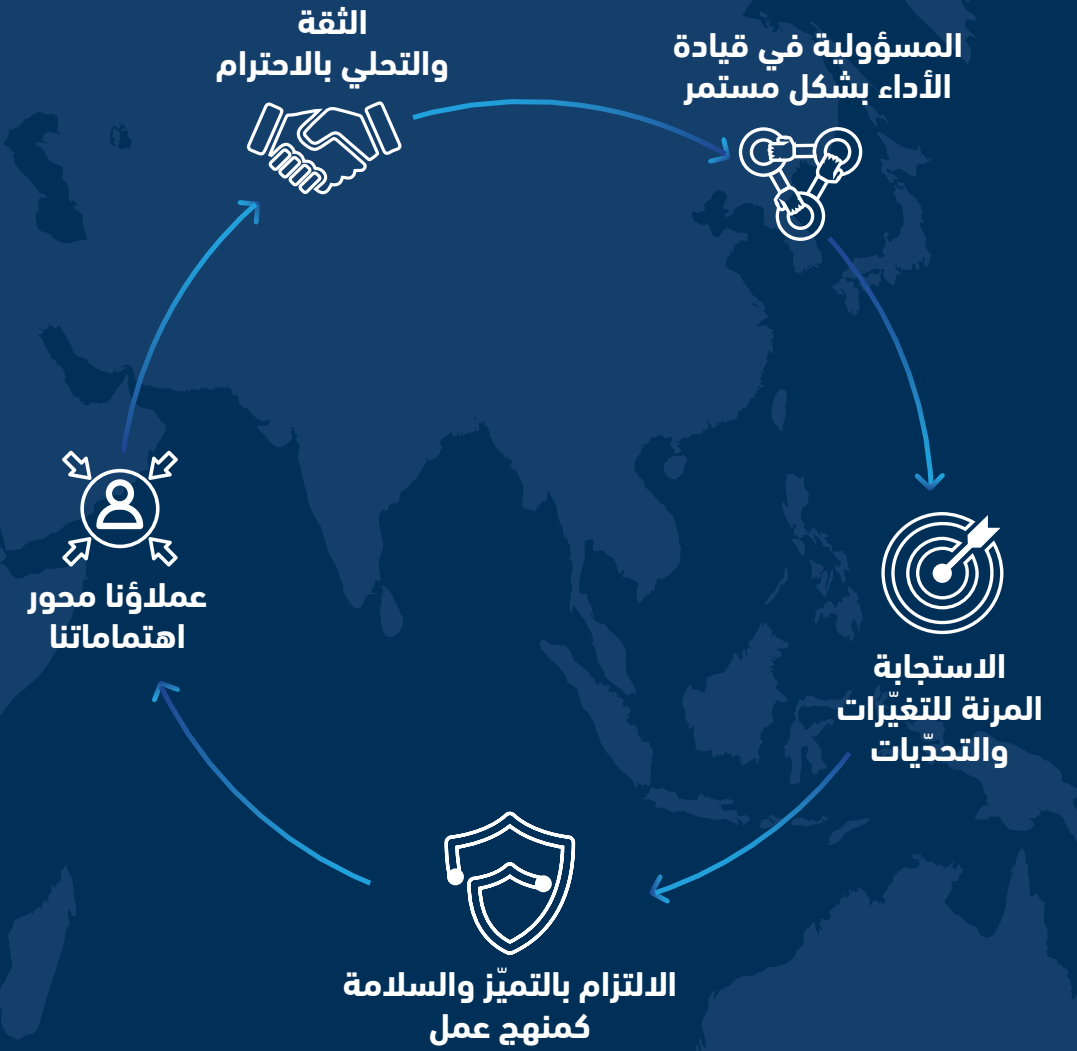 الثقة
والتحلي بالاحترام
المسؤولية في قيادة
الأداء بشكل مستمر
الاستجابة
المرنة للتغيّرات
والتحدّيات
الالتزام بالتميّز والسلامة
كمنهج عمل
عملاؤنا محور
اهتماماتنا